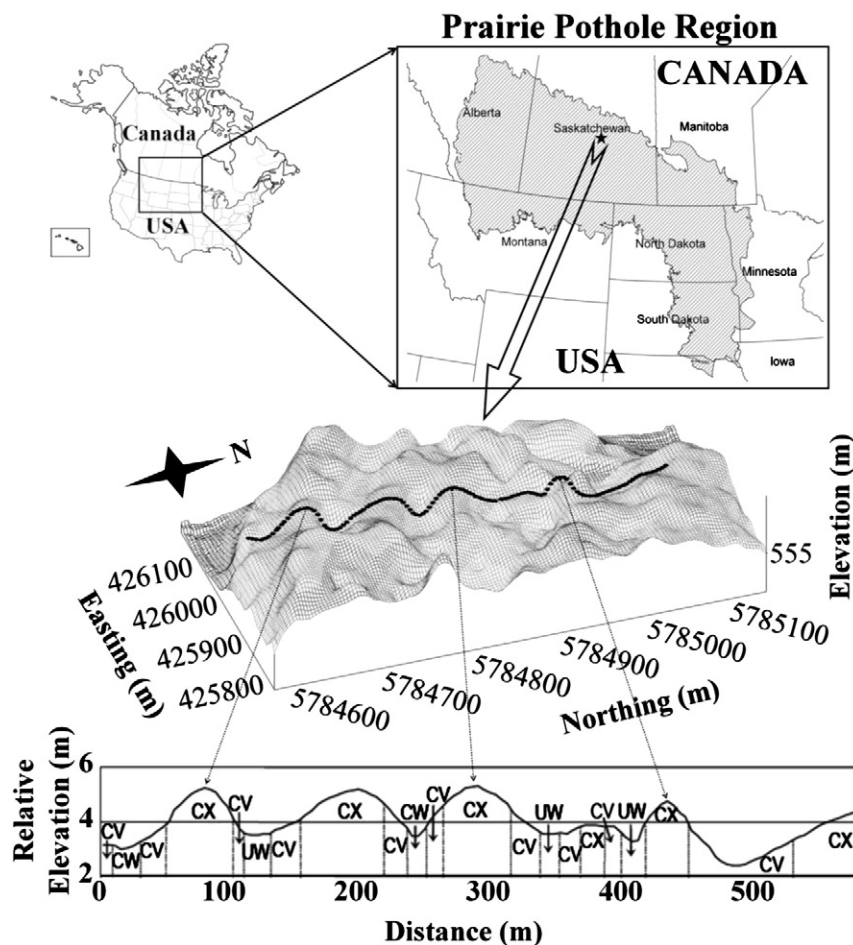 Prairie Pothole Region
CANADA
Alberta
Saskatchewan
Manitoba
Montana
North Dakota
Minnesota
South Dakota
Iowa
USA
Canada
USA
N
Elevation (m)
555
426100
426000
425900
425800
Easting (m)
5784600
5784700
5784800
5784900
5785000
5785100
Northing (m)
Relative
Elevation (m)
6
4
2
CV
CW
CV
CX
CV
UW
CV
CX
CV
CW
CV
CX
CV
UW
CV
CX
CV
UW
CX
CV
CX
0
100
200
300
400
500
Distance (m)